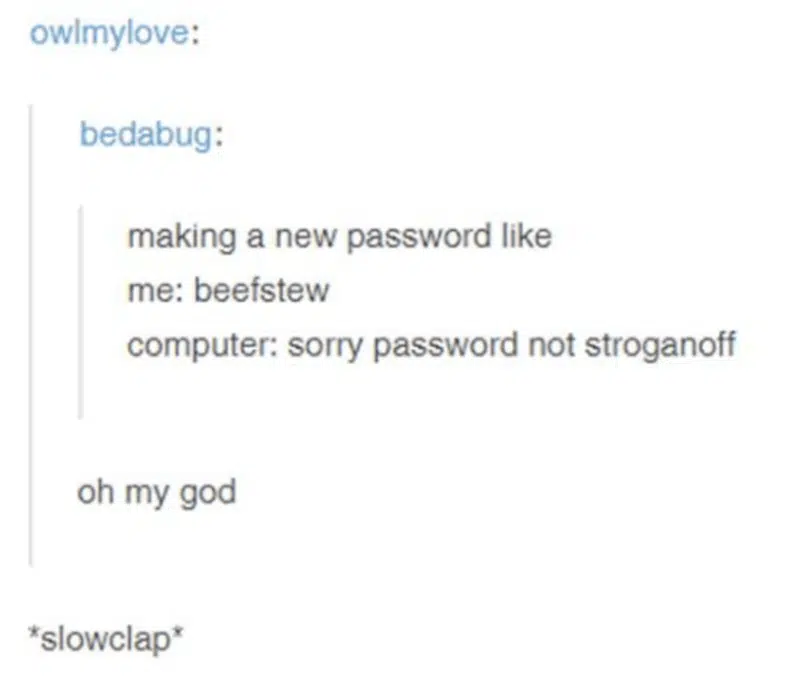 owlmylove:
bedabug:
making a new password like
me: beefstew
computer: sorry password not stroganoff
oh my god
*slowclap*